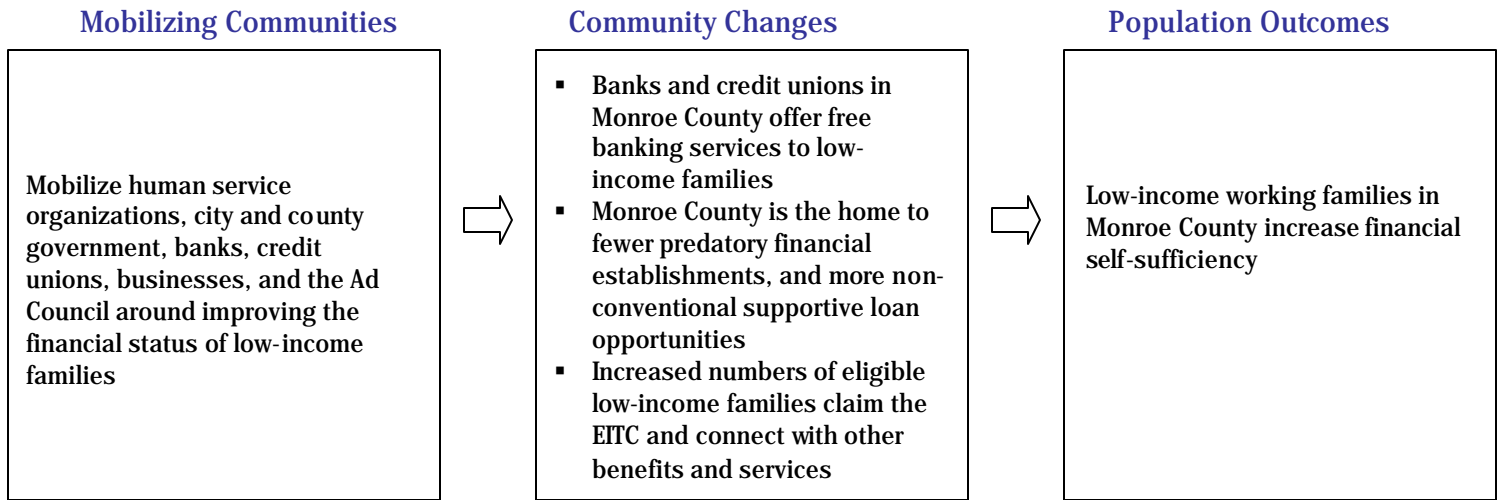 Mobilizing Communities
Mobilize human service
organizations, city and county
government, banks, credit
unions, businesses, and the Ad
Council around improving the
financial status of low-income
families
Community Changes
▪ Banks and credit unions in
Monroe County offer free
banking services to low-
income families
▪ Monroe County is the home to
fewer predatory financial
establishments, and more non-
conventional supportive loan
opportunities
▪ Increased numbers of eligible
low-income families claim the
EITC and connect with other
benefits and services
Population Outcomes
Low-income working families in
Monroe County increase financial
self-sufficiency